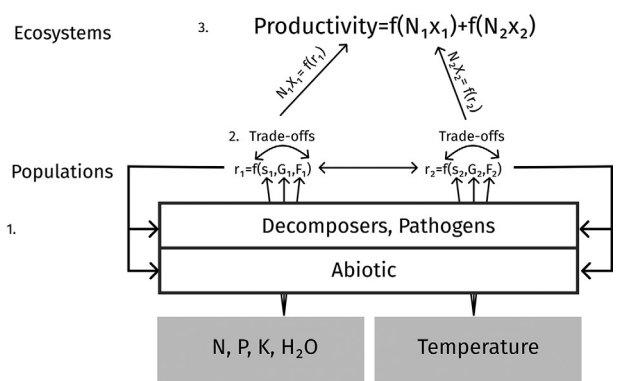 Ecosystems
3.
Productivity=f(N₁x₁)+f(N₂x₂)
N₁X₁=f(r₁)
N₂X₂=f(r₂)
2. Trade-offs
Trade-offs
Populations
r₁=f(s₁,G₁,F₁)
r₂=f(s₂,G₂,F₂)
1.
Decomposers, Pathogens
Abiotic
N, P, K, H₂O
Temperature